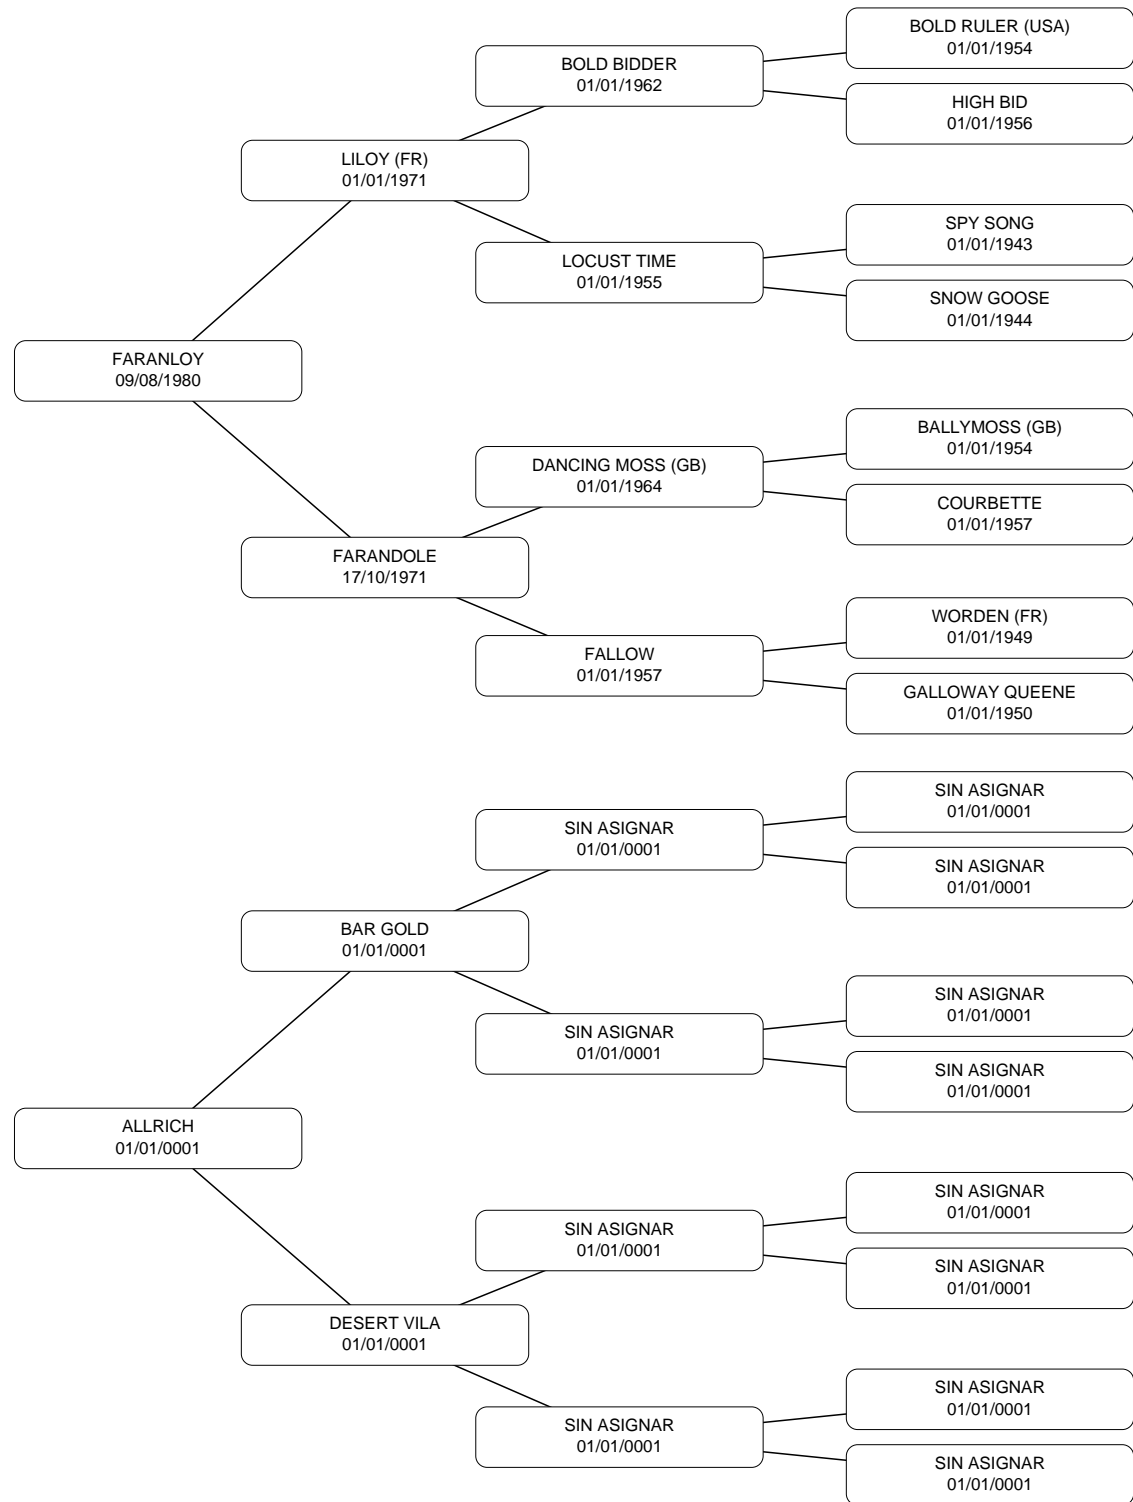 BOLD RULER (USA)
01/01/1954
BOLD BIDDER
01/01/1962
HIGH BID
01/01/1956
LILOY (FR)
01/01/1971
SPY SONG
01/01/1943
LOCUST TIME
01/01/1955
SNOW GOOSE
01/01/1944
FARANLOY
09/08/1980
BALLYMOSS (GB)
01/01/1954
DANCING MOSS (GB)
01/01/1964
COURBETTE
01/01/1957
FARANDOLE
17/10/1971
WORDEN (FR)
01/01/1949
FALLOW
01/01/1957
GALLOWAY QUEENE
01/01/1950
SIN ASIGNAR
01/01/0001
SIN ASIGNAR
01/01/0001
SIN ASIGNAR
01/01/0001
BAR GOLD
01/01/0001
SIN ASIGNAR
01/01/0001
SIN ASIGNAR
01/01/0001
SIN ASIGNAR
01/01/0001
ALLRICH
01/01/0001
SIN ASIGNAR
01/01/0001
SIN ASIGNAR
01/01/0001
SIN ASIGNAR
01/01/0001
DESERT VILA
01/01/0001
SIN ASIGNAR
01/01/0001
SIN ASIGNAR
01/01/0001
SIN ASIGNAR
01/01/0001